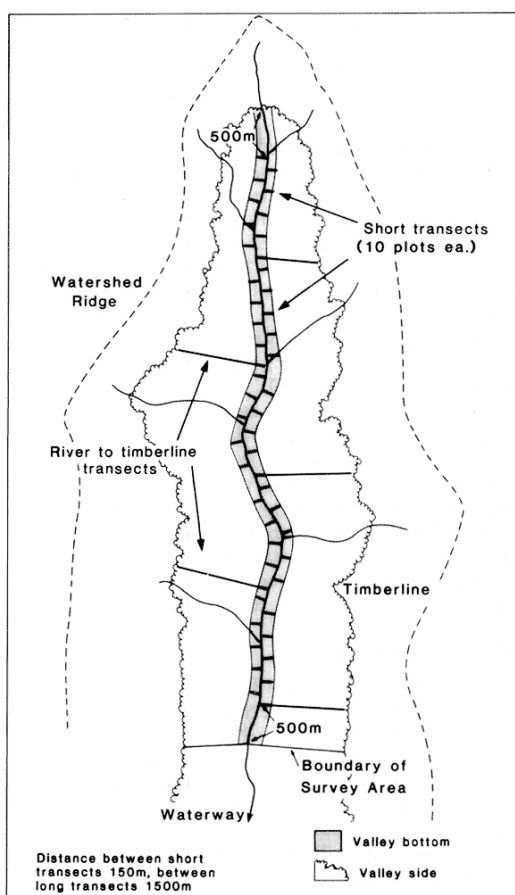 500m
Short transects
(10 plots ea.)
Watershed
Ridge
River to timberline
transects
Timberline
500m
Boundary of
Survey Area
Waterway
Valley bottom
Valley side
Distance between short
transects 150m, between
long transects 1500m